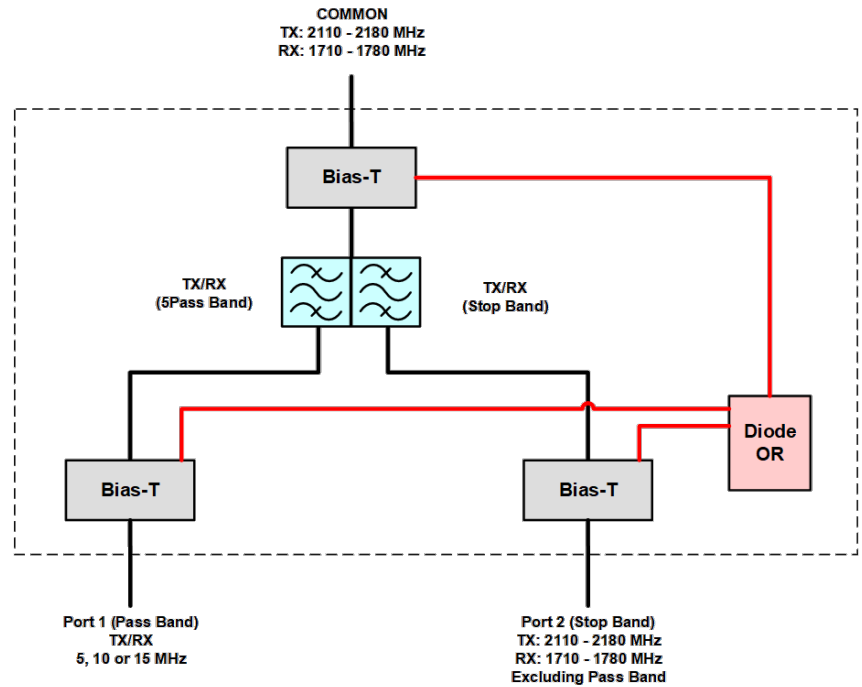 COMMON
TX: 2110 - 2180 MHz
RX: 1710 - 1780 MHz
Bias-T
TX/RX
(5Pass Band)
TX/RX
(Stop Band)
Diode
OR
Bias-T
Bias-T
Port 1 (Pass Band)
TX/RX
5, 10 or 15 MHz
Port 2 (Stop Band)
TX: 2110 - 2180 MHz
RX: 1710 - 1780 MHz
Excluding Pass Band